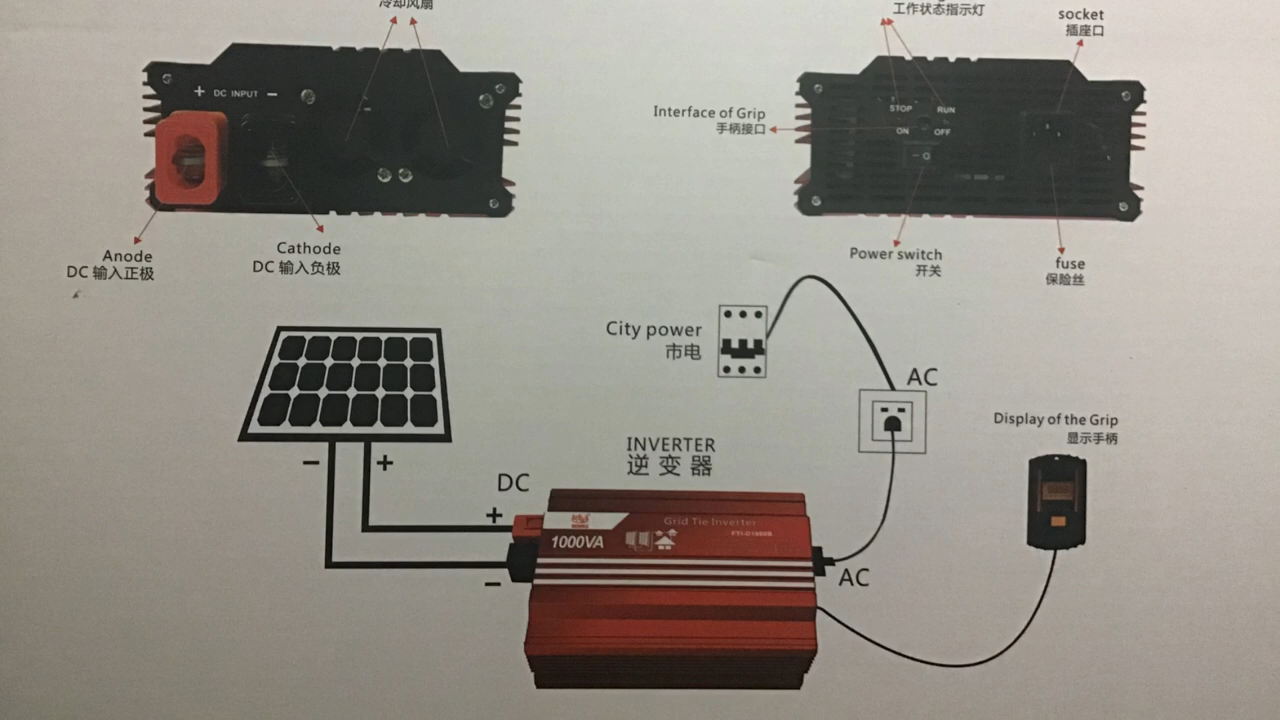 冷却风扇
工作状态指示灯
socket
插座口
+ DC INPUT −
STOP
RUN
ON
OFF
Interface of Grip
手柄接口
Anode
DC 输入正极
Cathode
DC 输入负极
Power switch
开关
fuse
保险丝
City power
市电
AC
Display of the Grip
显示手柄
INVERTER
逆变器
− +
DC
+
Grid Tie Inverter
1000VA
AC
−